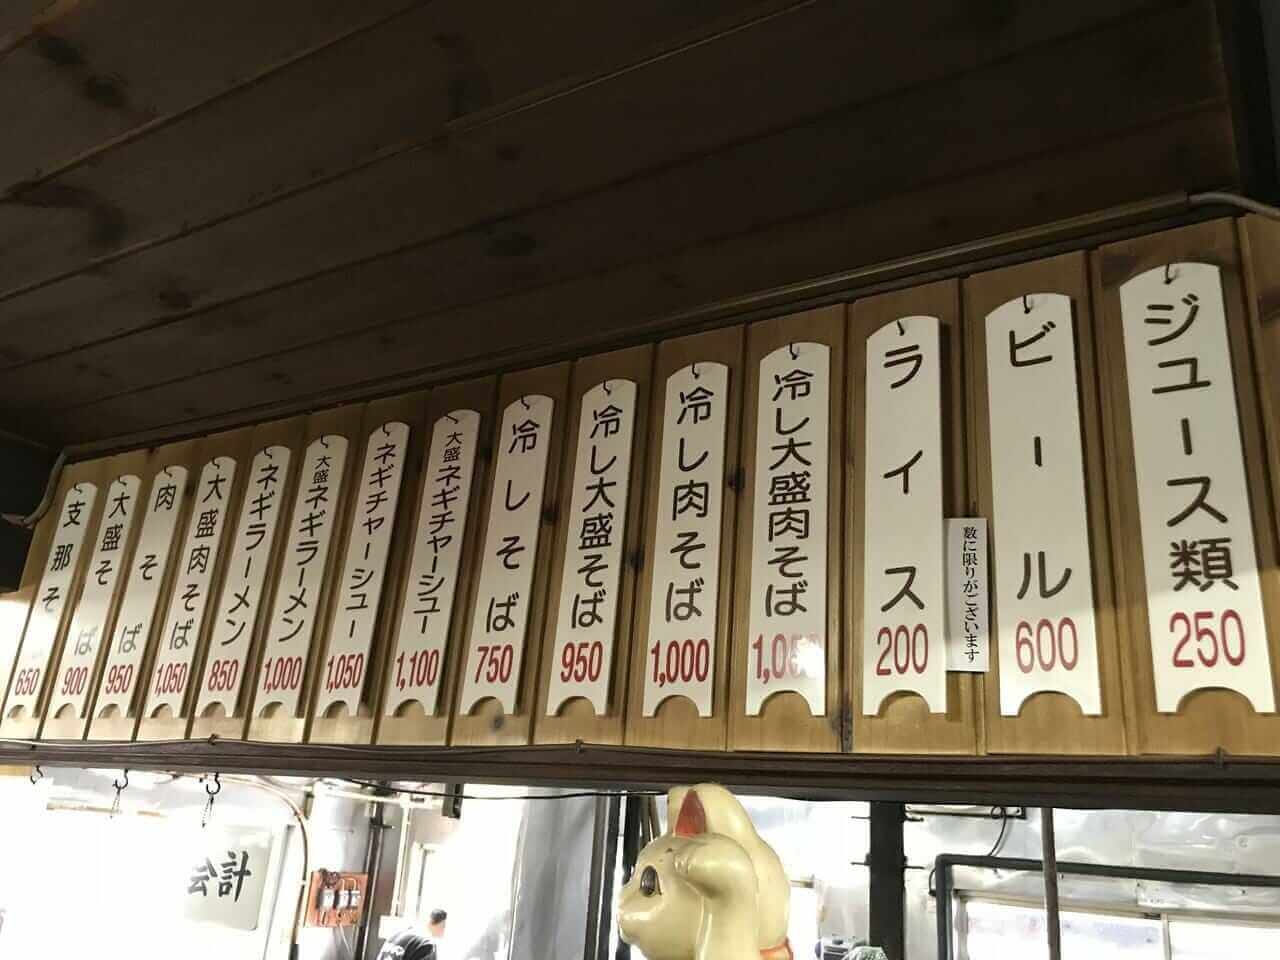 支那そ
650
大盛そば
900
肉そば
950
大盛肉そば
1,050
ネギラーメン
850
大盛ネギラーメン
1,000
ネギチャーシュー
1,050
大盛ネギチャーシュー
1,100
冷しそば
750
冷し大盛そば
950
冷し肉そば
1,000
冷し大盛肉そば
ライス
200
数に限りがございます
ビール
600
ジュース類
250
会計